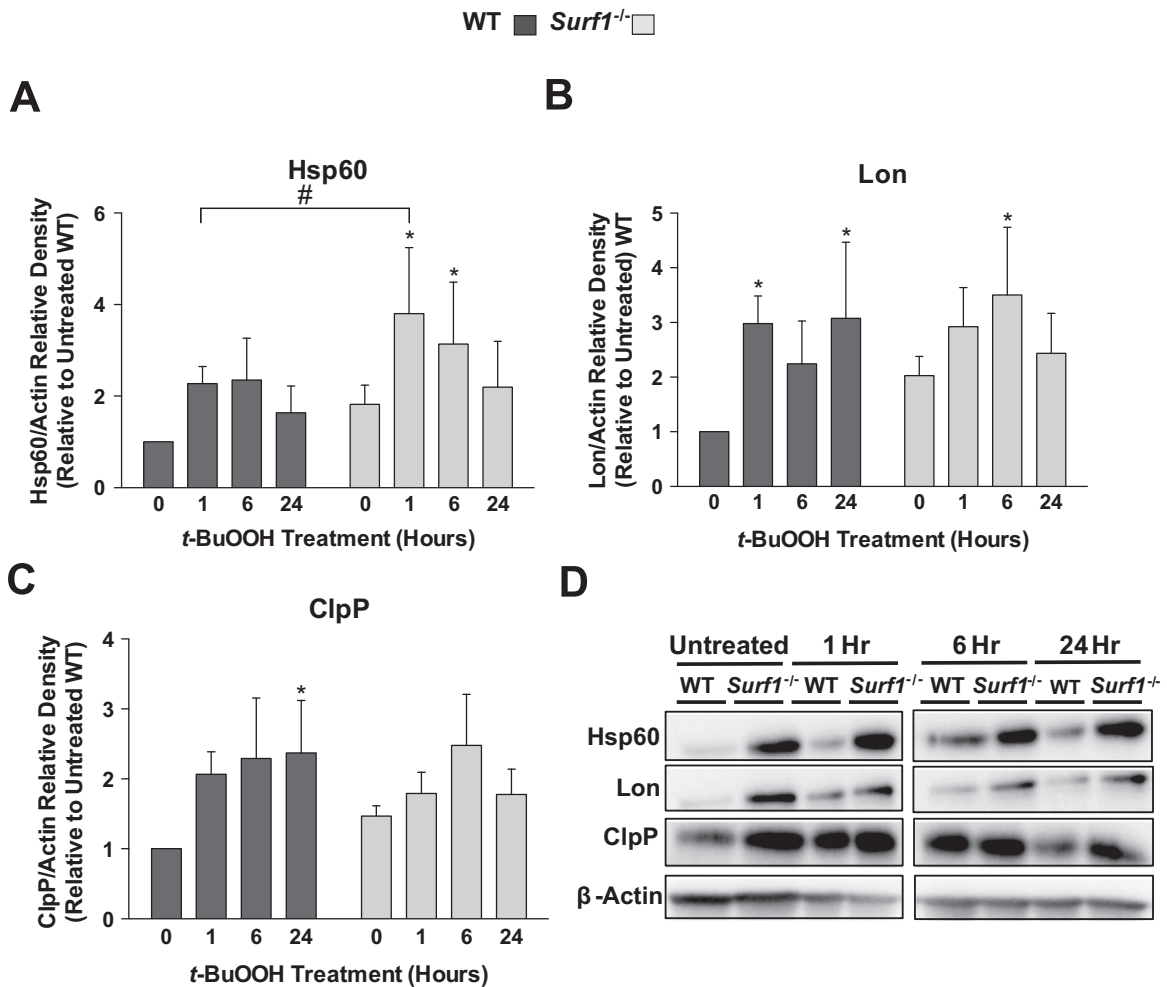 WT Surf1-/-
A
Hsp60
#
Hsp60/Actin Relative Density
(Relative to Untreated WT)
6
4
2
0
* *
0 1 6 24 0 1 6 24
t-BuOOH Treatment (Hours)
B
Lon
Lon/Actin Relative Density
(Relative to Untreated) WT
5
4
3
2
1
0
* * *
0 1 6 24 0 1 6 24
t-BuOOH Treatment (Hours)
C
ClpP
ClpP/Actin Relative Density
(Relative to Untreated WT)
4
3
2
1
0
*
0 1 6 24 0 1 6 24
t-BuOOH Treatment (Hours)
D
Untreated 1 Hr 6 Hr 24 Hr
WT Surf1-/- WT Surf1-/- WT Surf1-/- WT Surf1-/-
Hsp60
Lon
ClpP
β-Actin